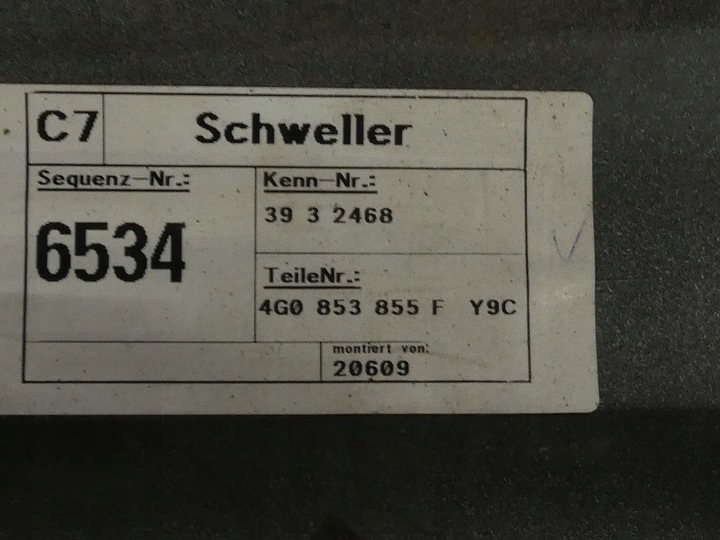 C7 Schweller
Sequenz-Nr.: Kenn-Nr.:
39 3 2468
6534
TeileNr.:
4G0 853 855 F Y9C
montiert von:
20609